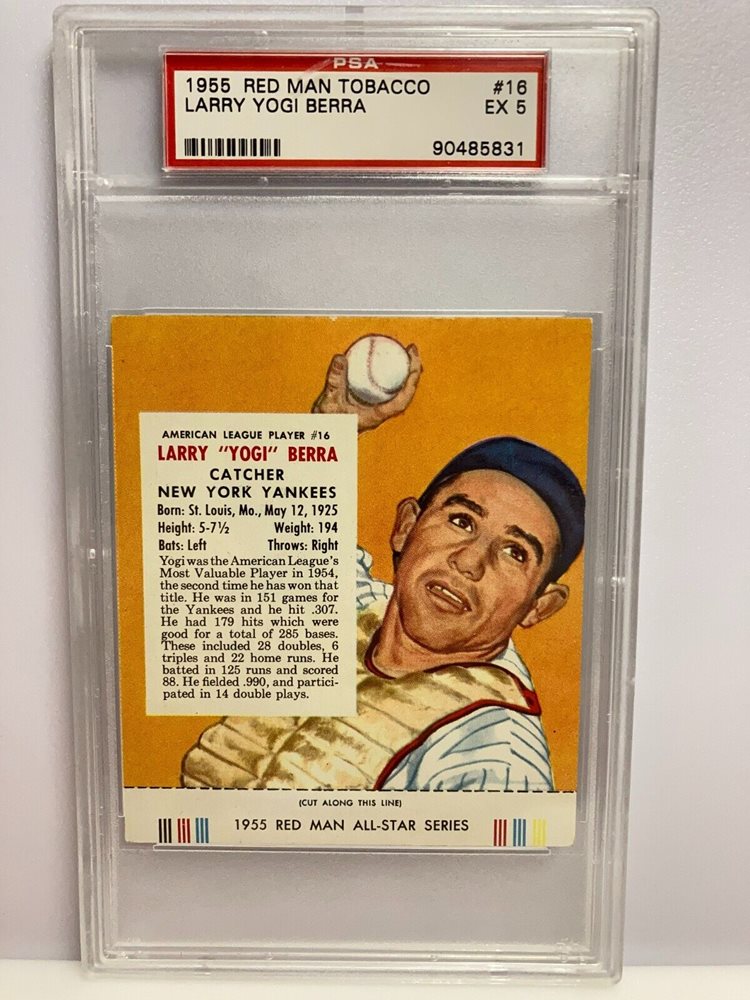 PSA
1955 RED MAN TOBACCO #16
LARRY YOGI BERRA EX 5
90485831
AMERICAN LEAGUE PLAYER #16
LARRY "YOGI" BERRA
CATCHER
NEW YORK YANKEES
Born: St. Louis, Mo., May 12, 1925
Height: 5-7½ Weight: 194
Bats: Left Throws: Right
Yogi was the American League's
Most Valuable Player in 1954,
the second time he has won that
title. He was in 151 games for
the Yankees and he hit .307.
He had 179 hits which were
good for a total of 285 bases.
These included 28 doubles, 6
triples and 22 home runs. He
batted in 125 runs and scored
88. He fielded .990, and partici-
pated in 14 double plays.
(CUT ALONG THIS LINE)
1955 RED MAN ALL-STAR SERIES